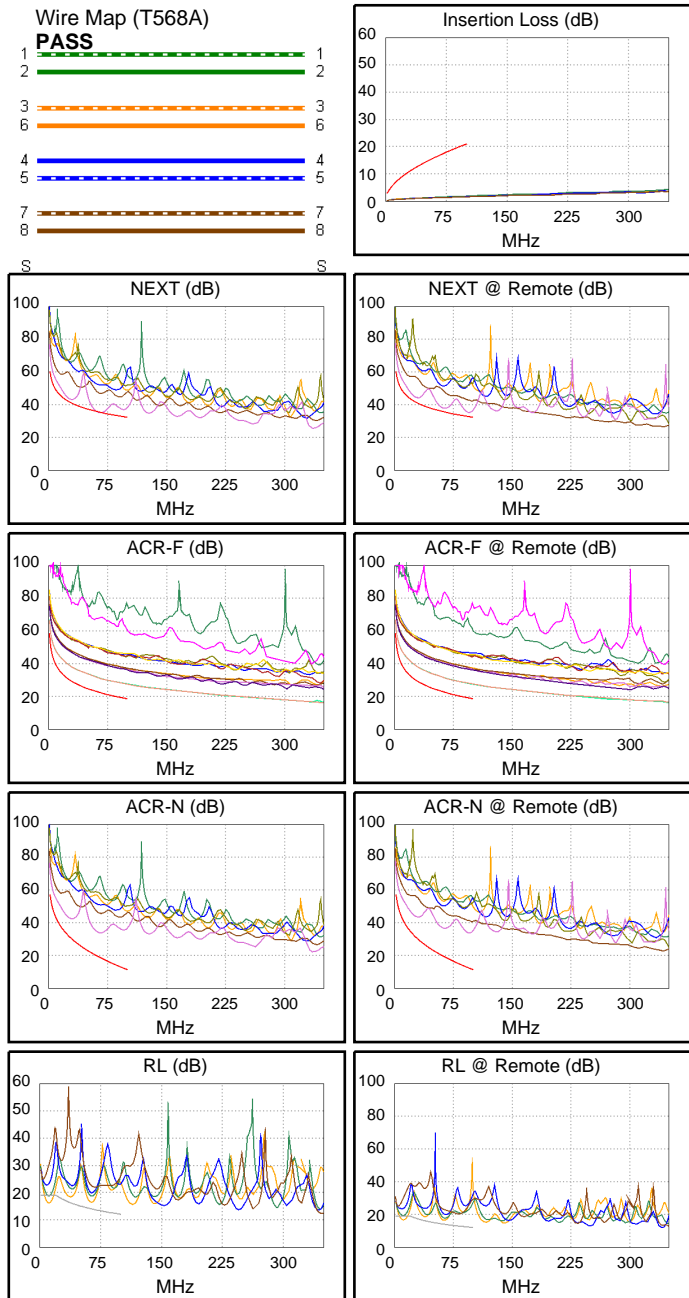 Wire Map (T568A)
PASS
1 1
2 2
3 3
6 6
4 4
5 5
7 7
8 8
S S
Insertion Loss (dB)
60
50
40
30
20
10
0
0 75 150 225 300
MHz
NEXT (dB)
100
80
60
40
20
0
0 75 150 225 300
MHz
NEXT @ Remote (dB)
100
80
60
40
20
0
0 75 150 225 300
MHz
ACR-F (dB)
100
80
60
40
20
0
0 75 150 225 300
MHz
ACR-F @ Remote (dB)
100
80
60
40
20
0
0 75 150 225 300
MHz
ACR-N (dB)
100
80
60
40
20
0
0 75 150 225 300
MHz
ACR-N @ Remote (dB)
100
80
60
40
20
0
0 75 150 225 300
MHz
RL (dB)
60
50
40
30
20
10
0
0 75 150 225 300
MHz
RL @ Remote (dB)
100
80
60
40
20
0
0 75 150 225 300
MHz